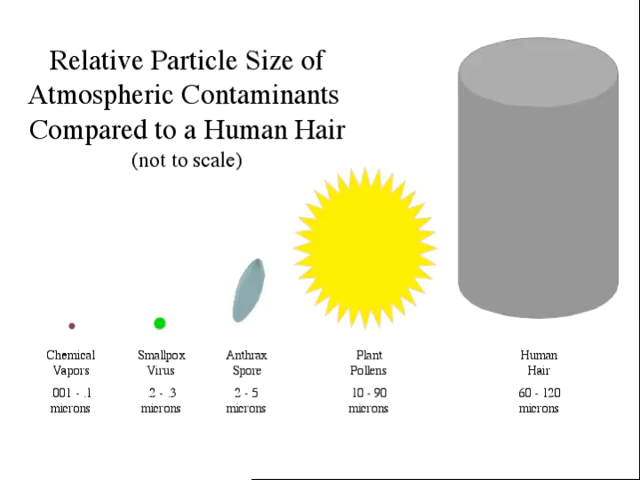 Relative Particle Size of
Atmospheric Contaminants
Compared to a Human Hair
(not to scale)
Chemical Vapors
.001 - .1 microns
Smallpox Virus
.2 - .3 microns
Anthrax Spore
2 - 5 microns
Plant Pollens
10 - 90 microns
Human Hair
60 - 120 microns